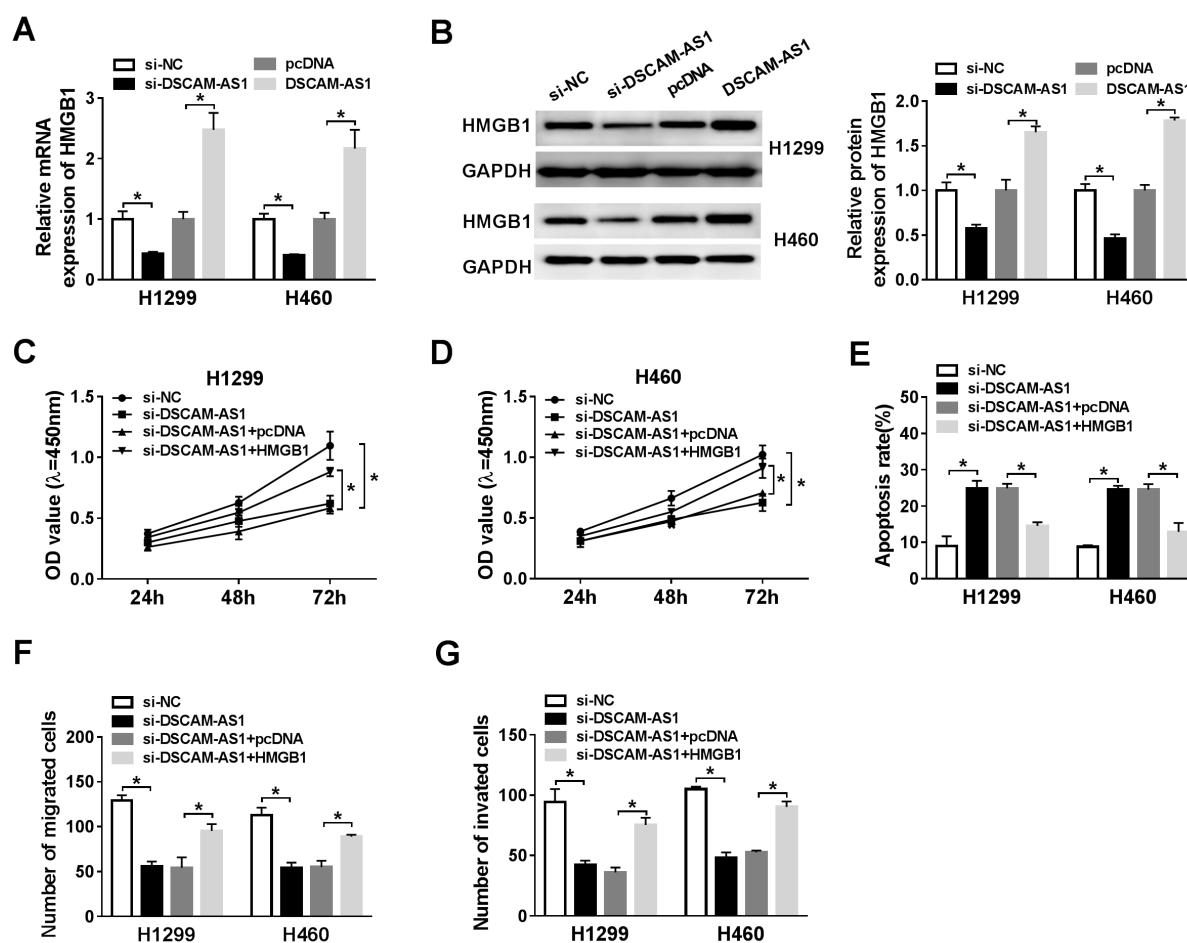 A
si-NC
pcDNA
si-DSCAM-AS1
DSCAM-AS1
Relative mRNA
expression of HMGB1
3
2
1
0
*
*
*
*
H1299
H460
B
si-NC
si-DSCAM-AS1
pcDNA
DSCAM-AS1
HMGB1
GAPDH
H1299
HMGB1
GAPDH
H460
si-NC
pcDNA
si-DSCAM-AS1
DSCAM-AS1
Relative protein
expression of HMGB1
2.0
1.5
1.0
0.5
0.0
*
*
*
*
H1299
H460
C
H1299
si-NC
si-DSCAM-AS1
si-DSCAM-AS1+pcDNA
si-DSCAM-AS1+HMGB1
OD value (λ=450nm)
1.5
1.0
0.5
0.0
*
*
24h
48h
72h
D
H460
si-NC
si-DSCAM-AS1
si-DSCAM-AS1+pcDNA
si-DSCAM-AS1+HMGB1
OD value (λ=450nm)
1.5
1.0
0.5
0.0
*
*
24h
48h
72h
E
si-NC
si-DSCAM-AS1
si-DSCAM-AS1+pcDNA
si-DSCAM-AS1+HMGB1
Apoptosis rate(%)
50
40
30
20
10
0
*
*
*
*
H1299
H460
F
si-NC
si-DSCAM-AS1
si-DSCAM-AS1+pcDNA
si-DSCAM-AS1+HMGB1
Number of migrated cells
200
150
100
50
0
*
*
*
*
H1299
H460
G
si-NC
si-DSCAM-AS1
si-DSCAM-AS1+pcDNA
si-DSCAM-AS1+HMGB1
Number of invated cells
150
100
50
0
*
*
*
*
H1299
H460